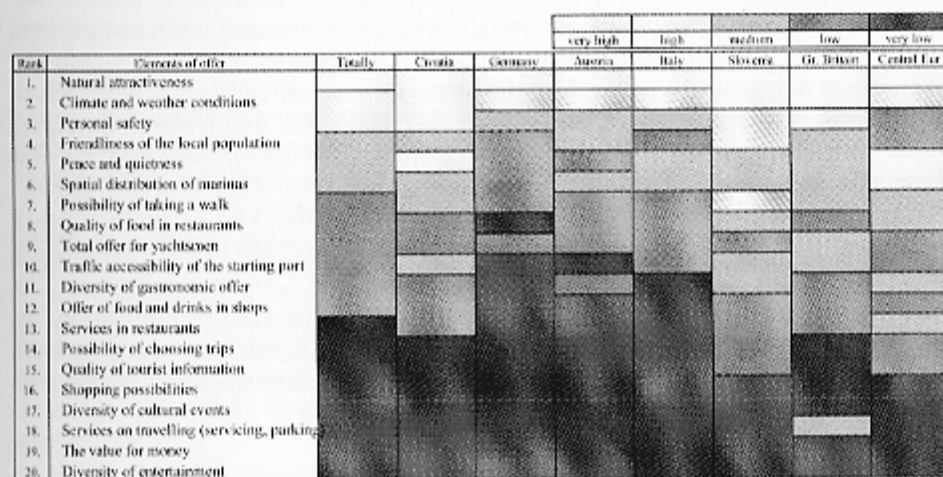 very high high medium low very low
Rank Elements of offer Totally Croatia Germany Austria Italy Slovenia Gr. Britain Central Eur
1. Natural attractiveness
2. Climate and weather conditions
3. Personal safety
4. Friendliness of the local population
5. Peace and quietness
6. Spatial distribution of marinas
7. Possibility of taking a walk
8. Quality of food in restaurants
9. Total offer for yachtsmen
10. Traffic accessibility of the starting port
11. Diversity of gastronomic offer
12. Offer of food and drinks in shops
13. Services in restaurants
14. Possibility of choosing trips
15. Quality of tourist information
16. Shopping possibilities
17. Diversity of cultural events
18. Services on travelling (servicing, parking)
19. The value for money
20. Diversity of entertainment